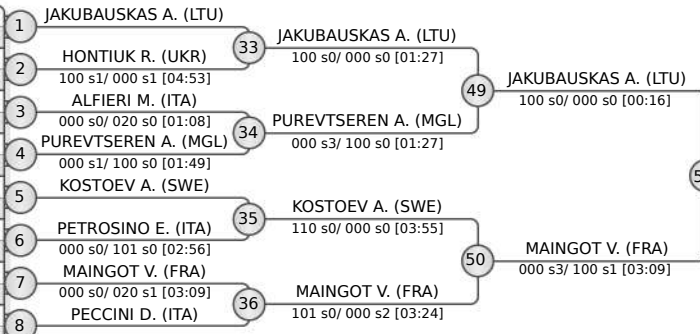 1
JAKUBAUSKAS A. (LTU)
2
HONTIUK R. (UKR)
100 s1/ 000 s1 [04:53]
33
JAKUBAUSKAS A. (LTU)
100 s0/ 000 s0 [01:27]
3
ALFIERI M. (ITA)
000 s0/ 020 s0 [01:08]
4
PUREVTSEREN A. (MGL)
000 s1/ 100 s0 [01:49]
34
PUREVTSEREN A. (MGL)
000 s3/ 100 s0 [01:27]
49
JAKUBAUSKAS A. (LTU)
100 s0/ 000 s0 [00:16]
5
KOSTOEV A. (SWE)
6
PETROSINO E. (ITA)
000 s0/ 101 s0 [02:56]
35
KOSTOEV A. (SWE)
110 s0/ 000 s0 [03:55]
7
MAINGOT V. (FRA)
000 s0/ 020 s1 [03:09]
8
PECCINI D. (ITA)
36
MAINGOT V. (FRA)
101 s0/ 000 s2 [03:24]
50
MAINGOT V. (FRA)
000 s3/ 100 s1 [03:09]